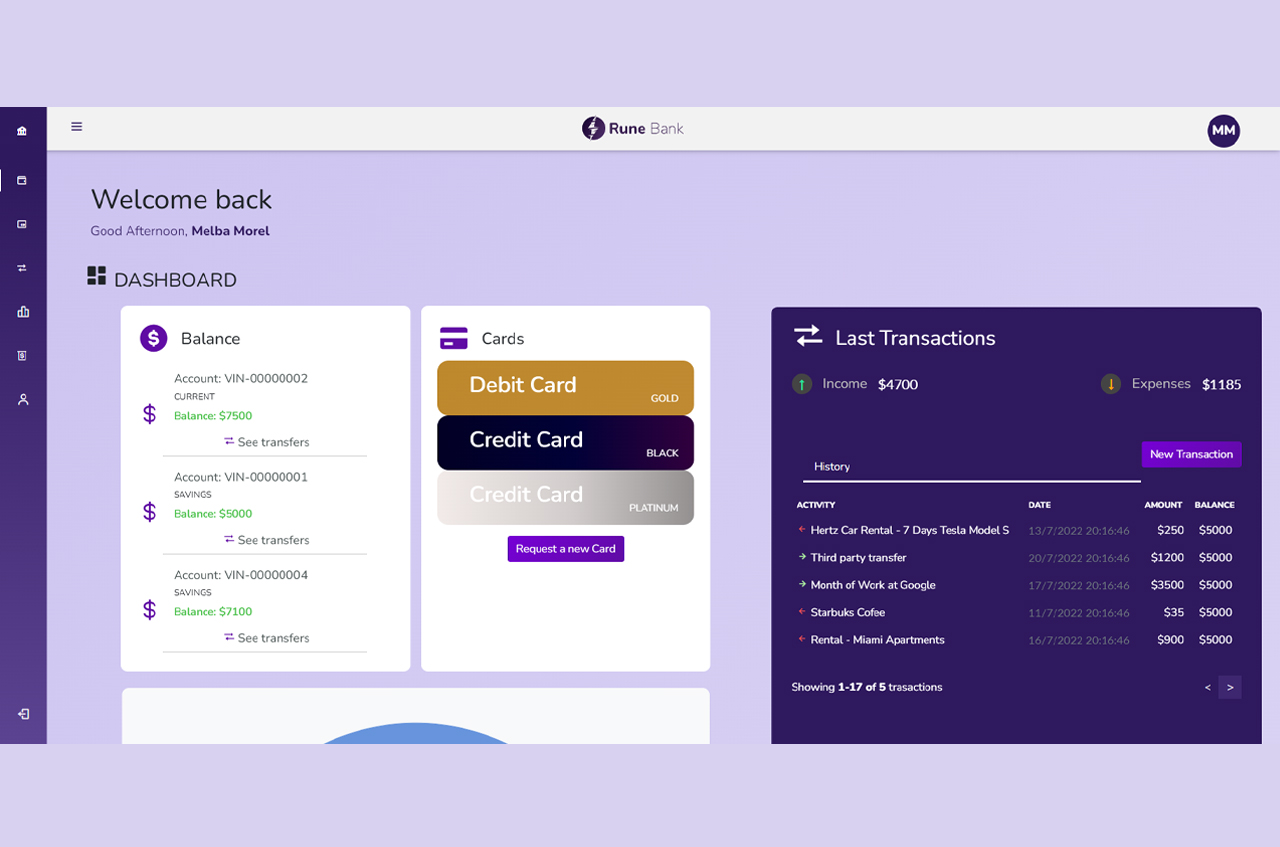 Rune Bank
MM
Welcome back
Good Afternoon, Melba Morel
DASHBOARD
Balance
Account: VIN-00000002
CURRENT
Balance: $7500
See transfers
Account: VIN-00000001
SAVINGS
Balance: $5000
See transfers
Account: VIN-00000004
SAVINGS
Balance: $7100
See transfers
Cards
Debit Card
GOLD
Credit Card
BLACK
Credit Card
PLATINUM
Request a new Card
Last Transactions
Income $4700 Expenses $1185
New Transaction
History
ACTIVITY DATE AMOUNT BALANCE
Hertz Car Rental - 7 Days Tesla Model S 13/7/2022 20:16:46 $250 $5000
Third party transfer 20/7/2022 20:16:46 $1200 $5000
Month of Work at Google 17/7/2022 20:16:46 $3500 $5000
Starbuks Cofee 11/7/2022 20:16:46 $35 $5000
Rental - Miami Apartments 16/7/2022 20:16:46 $900 $5000
Showing 1-17 of 5 trasactions < >